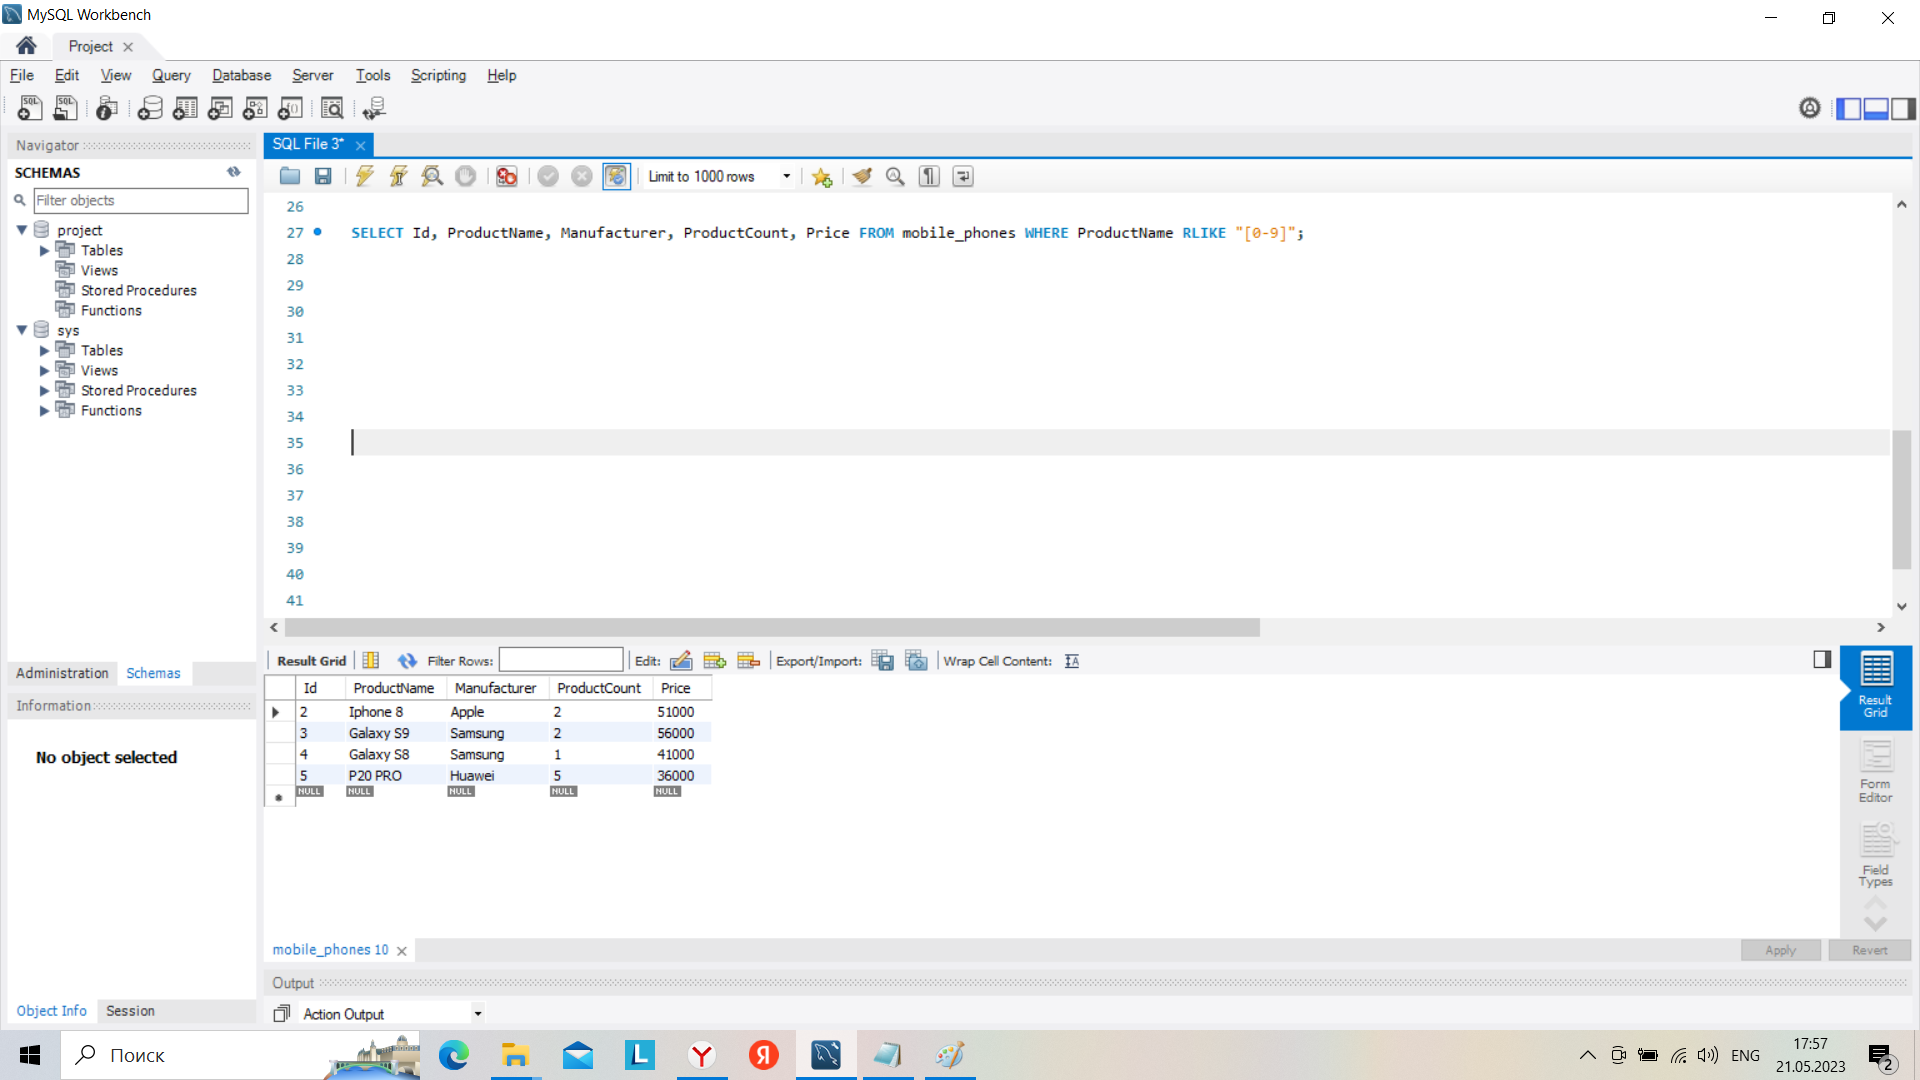 MySQL Workbench
Project
File Edit View Query Database Server Tools Scripting Help
Navigator
SCHEMAS
Filter objects
project
Tables
Views
Stored Procedures
Functions
sys
Tables
Views
Stored Procedures
Functions
Administration Schemas
Information
No object selected
Object Info Session
SQL File 3*
Limit to 1000 rows
26
27 SELECT Id, ProductName, Manufacturer, ProductCount, Price FROM mobile_phones WHERE ProductName RLIKE "[0-9]";
28
29
30
31
32
33
34
35
36
37
38
39
40
41
Result Grid Filter Rows: Edit: Export/Import: Wrap Cell Content:
Id ProductName Manufacturer ProductCount Price
2 Iphone 8 Apple 2 51000
3 Galaxy S9 Samsung 2 56000
4 Galaxy S8 Samsung 1 41000
5 P20 PRO Huawei 5 36000
NULL NULL NULL NULL NULL
Result
Grid
Form
Editor
Field
Types
mobile_phones 10
Apply Revert
Output
Action Output
Поиск
ENG
17:57
21.05.2023
2